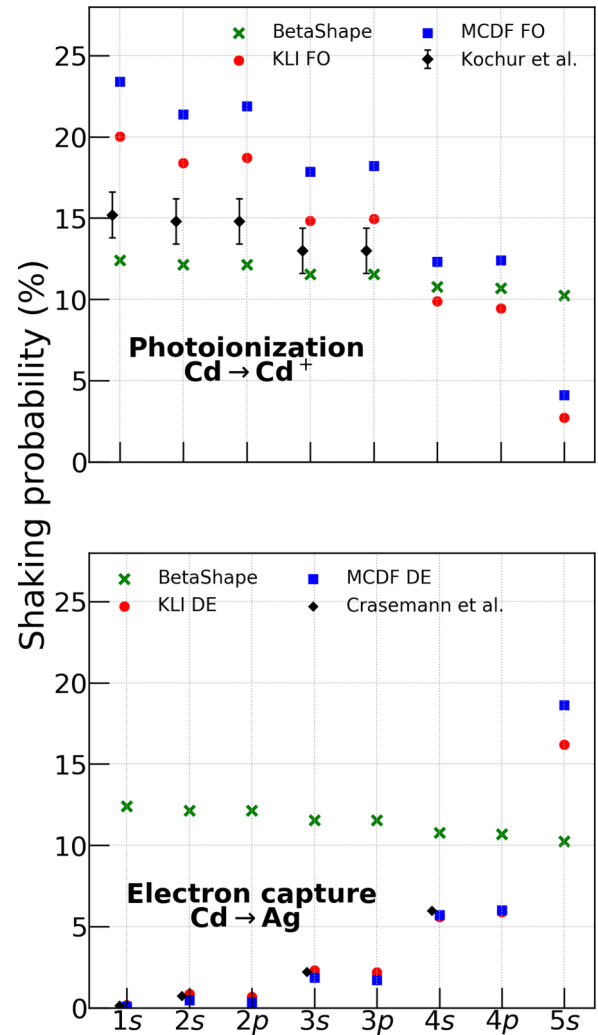 Shaking probability (%)
BetaShape
MCDF FO
KLI FO
Kochur et al.
25
20
15
10
5
0
Photoionization
Cd → Cd⁺
BetaShape
MCDF DE
KLI DE
Crasemann et al.
25
20
15
10
5
0
Electron capture
Cd → Ag
1s 2s 2p 3s 3p 4s 4p 5s